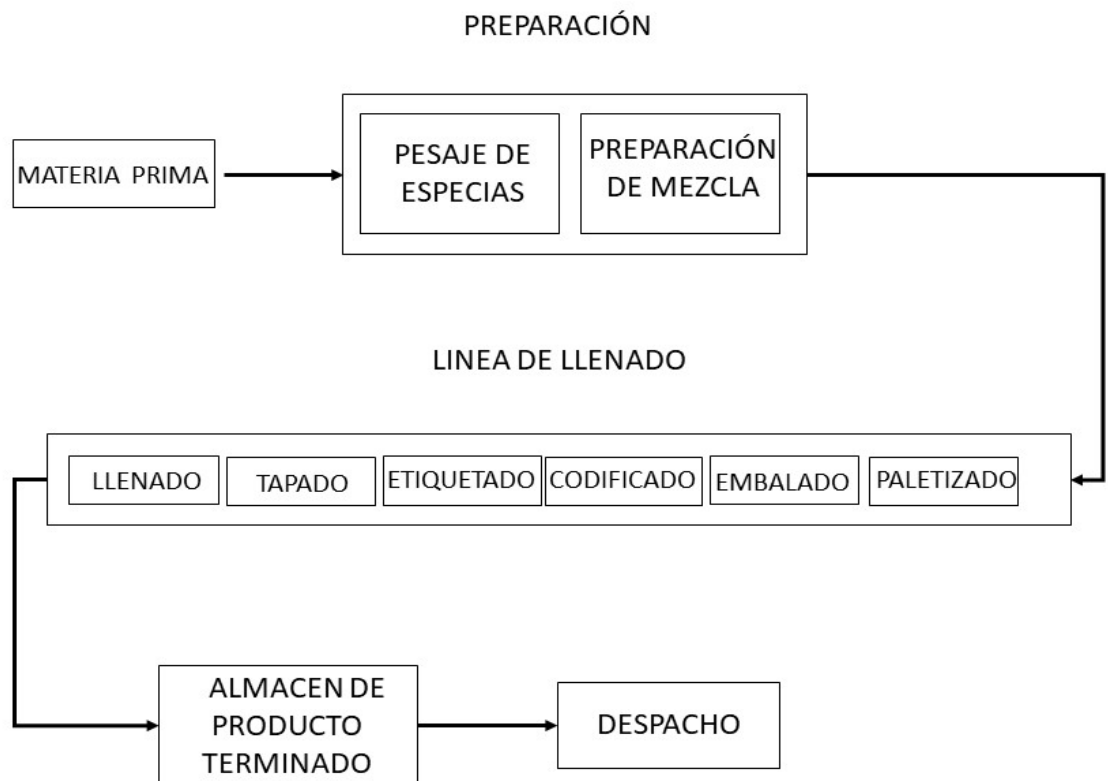 PREPARACIÓN
MATERIA PRIMA
PESAJE DE
ESPECIAS
PREPARACIÓN
DE MEZCLA
LINEA DE LLENADO
LLENADO
TAPADO
ETIQUETADO
CODIFICADO
EMBALADO
PALETIZADO
ALMACEN DE
PRODUCTO
TERMINADO
DESPACHO